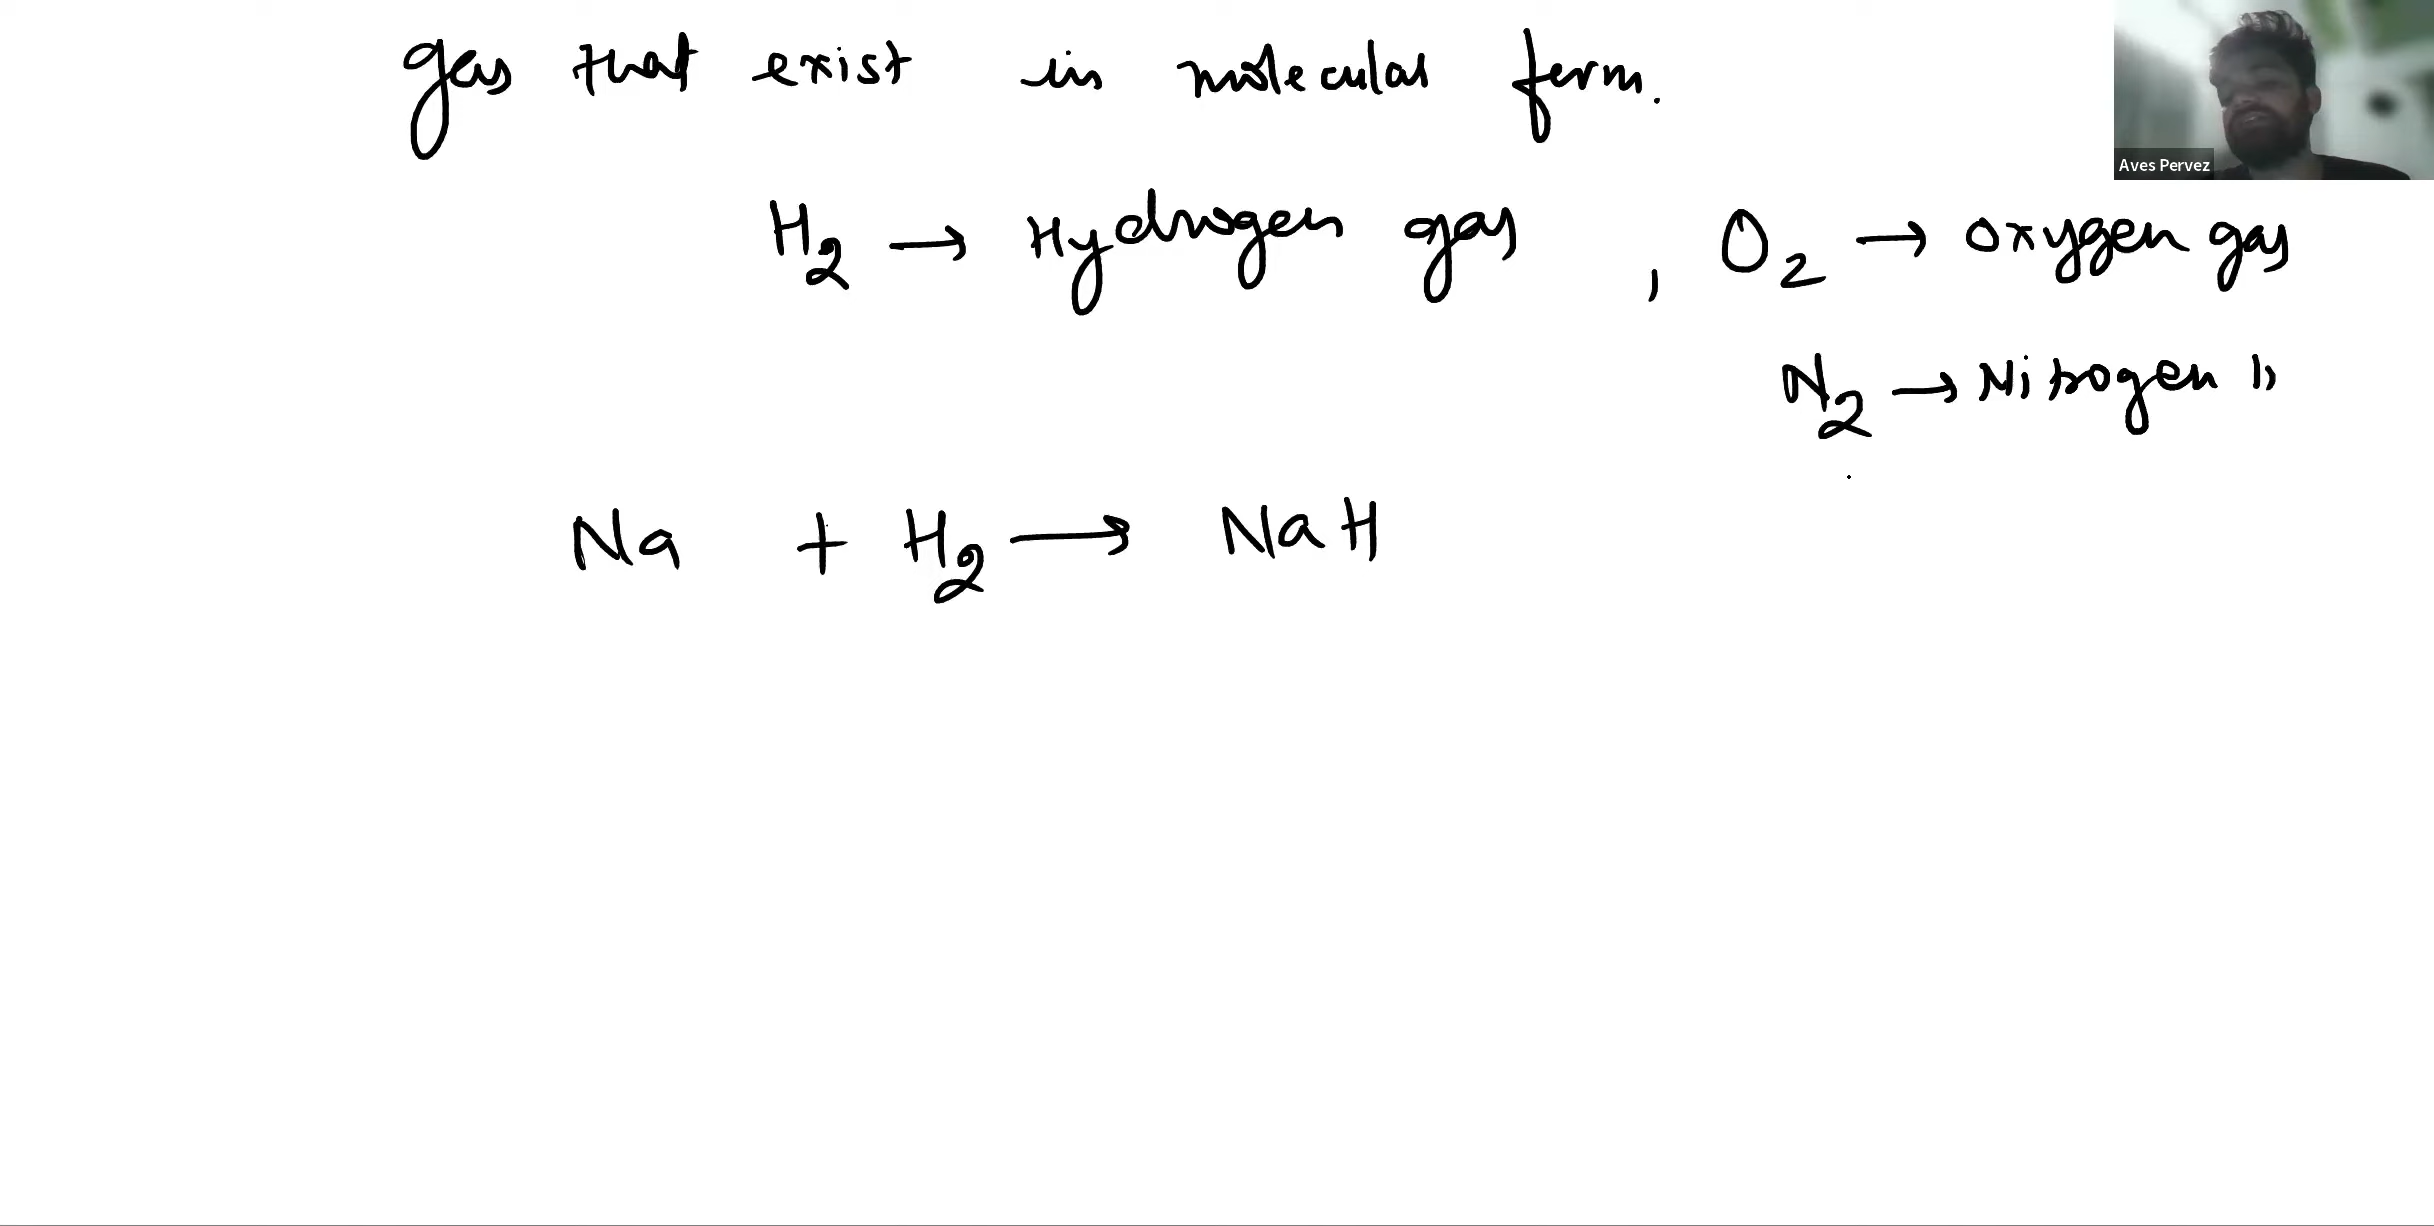 gas that exist in molecular form.
Aves Pervez
H₂ → Hydrogen gas , O₂ → Oxygen gas
N₂ → Nitrogen 〃
Na + H₂ → NaH